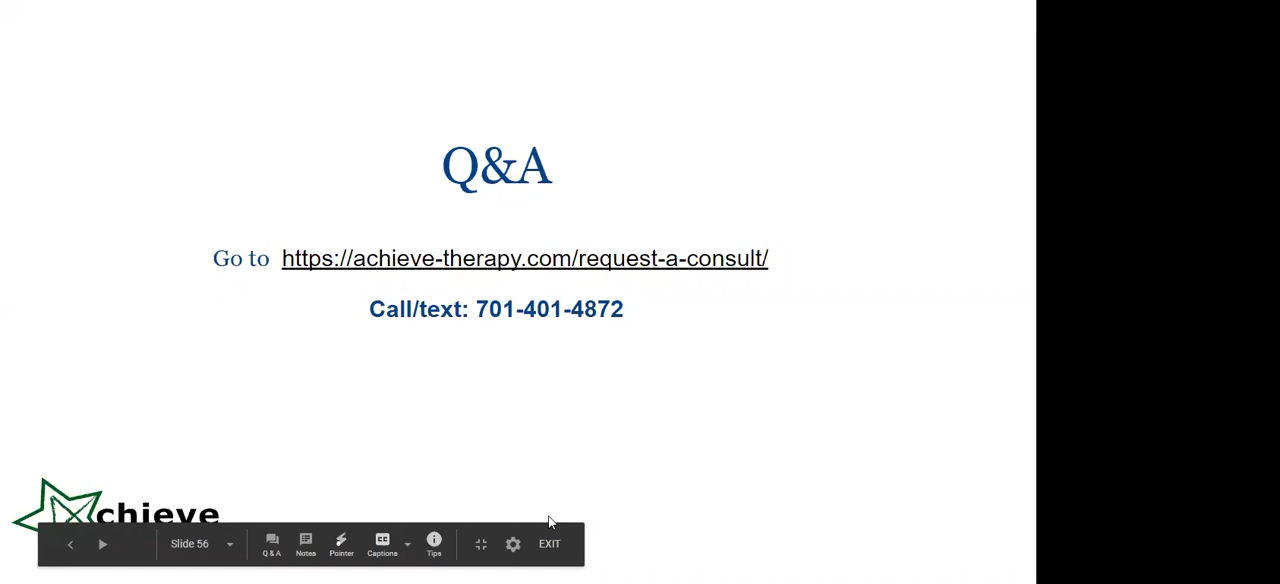 Q&A
Go to https://achieve-therapy.com/request-a-consult/
Call/text: 701-401-4872
chieve
Slide 56
Q & A
Notes
Pointer
Captions
Tips
EXIT